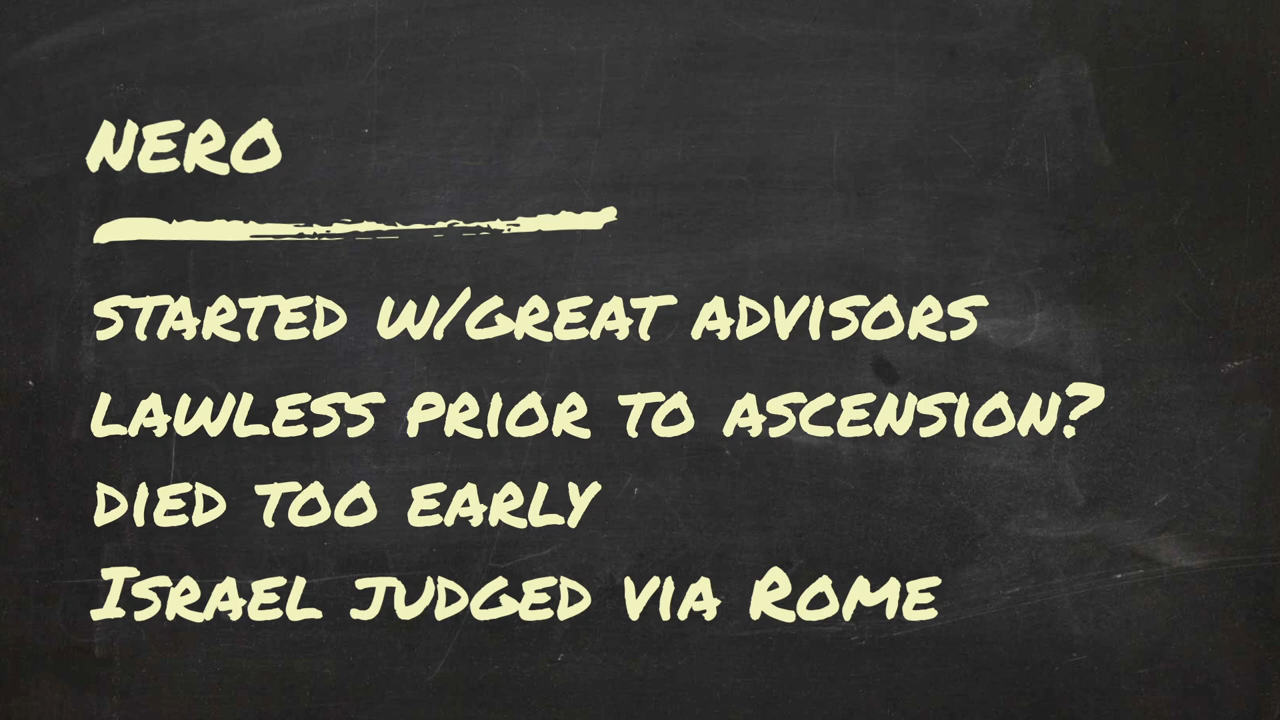 NERO
STARTED W/GREAT ADVISORS
LAWLESS PRIOR TO ASCENSION?
DIED TOO EARLY
ISRAEL JUDGED VIA ROME